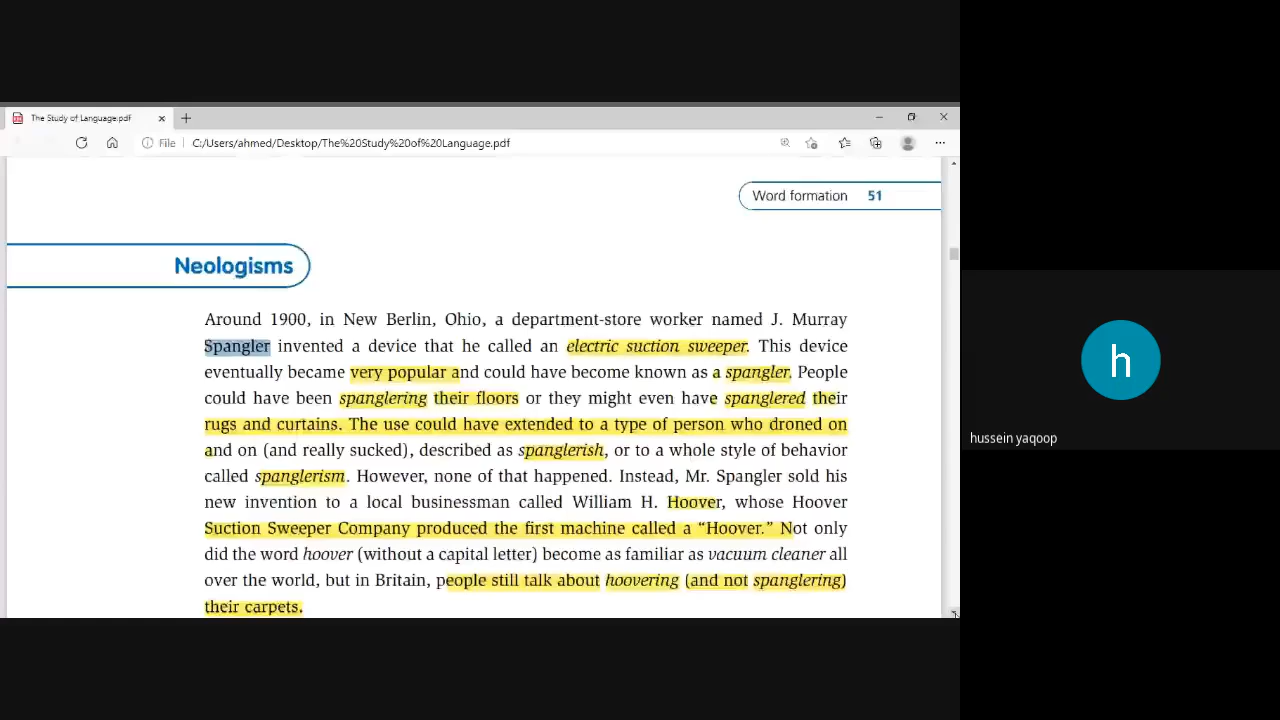 The Study of Language.pdf
File C:/Users/ahmed/Desktop/The%20Study%20of%20Language.pdf
Word formation 51
Neologisms
Around 1900, in New Berlin, Ohio, a department-store worker named J. Murray
Spangler invented a device that he called an electric suction sweeper. This device
eventually became very popular and could have become known as a spangler. People
could have been spanglering their floors or they might even have spanglered their
rugs and curtains. The use could have extended to a type of person who droned on
and on (and really sucked), described as spanglerish, or to a whole style of behavior
called spanglerism. However, none of that happened. Instead, Mr. Spangler sold his
new invention to a local businessman called William H. Hoover, whose Hoover
Suction Sweeper Company produced the first machine called a “Hoover.” Not only
did the word hoover (without a capital letter) become as familiar as vacuum cleaner all
over the world, but in Britain, people still talk about hoovering (and not spanglering)
their carpets.
h
hussein yaqoop